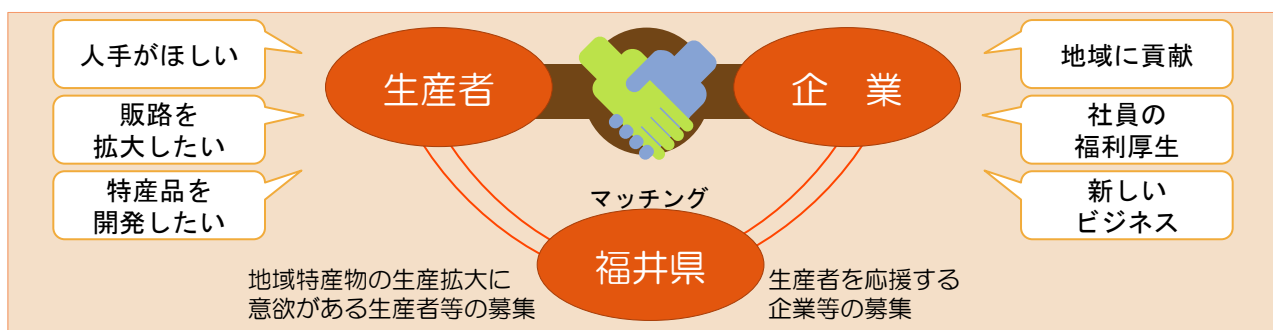 人手がほしい
販路を
拡大したい
特産品を
開発したい
生産者
企　業
地域に貢献
社員の
福利厚生
新しい
ビジネス
マッチング
福井県
地域特産物の生産拡大に
意欲がある生産者等の募集
生産者を応援する
企業等の募集